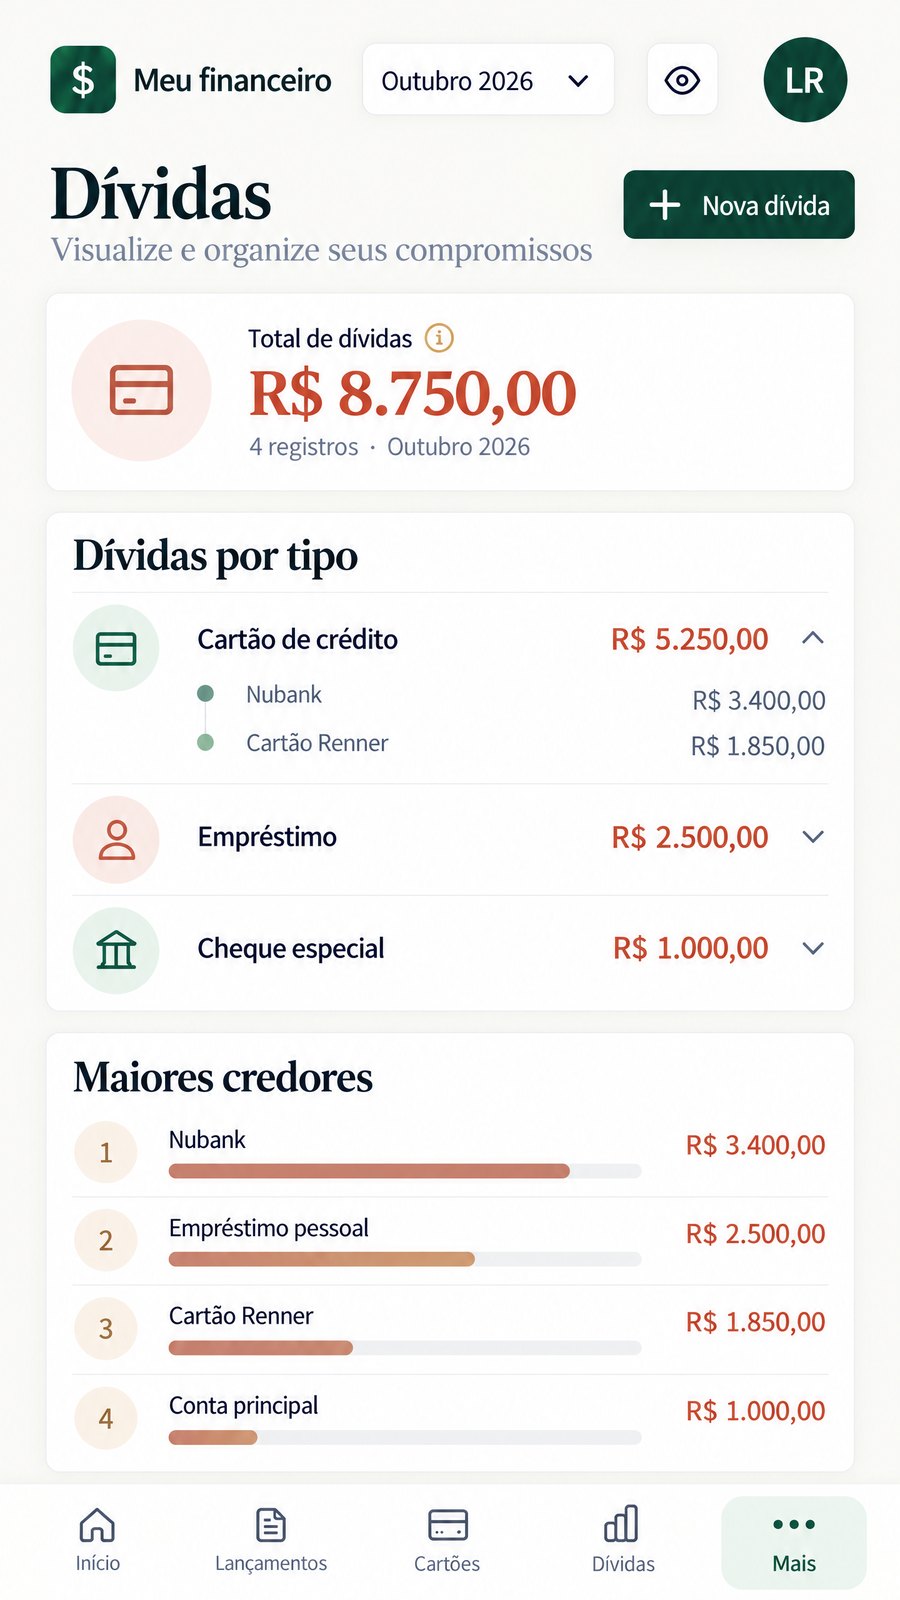 $ Meu financeiro
Outubro 2026
LR
Dívidas
Visualize e organize seus compromissos
+ Nova dívida
Total de dívidas i
R$ 8.750,00
4 registros · Outubro 2026
Dívidas por tipo
Cartão de crédito R$ 5.250,00
Nubank R$ 3.400,00
Cartão Renner R$ 1.850,00
Empréstimo R$ 2.500,00
Cheque especial R$ 1.000,00
Maiores credores
1 Nubank R$ 3.400,00
2 Empréstimo pessoal R$ 2.500,00
3 Cartão Renner R$ 1.850,00
4 Conta principal R$ 1.000,00
Início Lançamentos Cartões Dívidas Mais